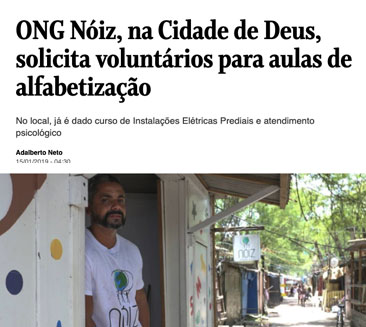 ONG Nóiz, na Cidade de Deus,
solicita voluntários para aulas de
alfabetização
No local, já é dado curso de Instalações Elétricas Prediais e atendimento
psicológico
Adalberto Neto
15/01/2019 - 04:30
NÓIZ
NÓIZ